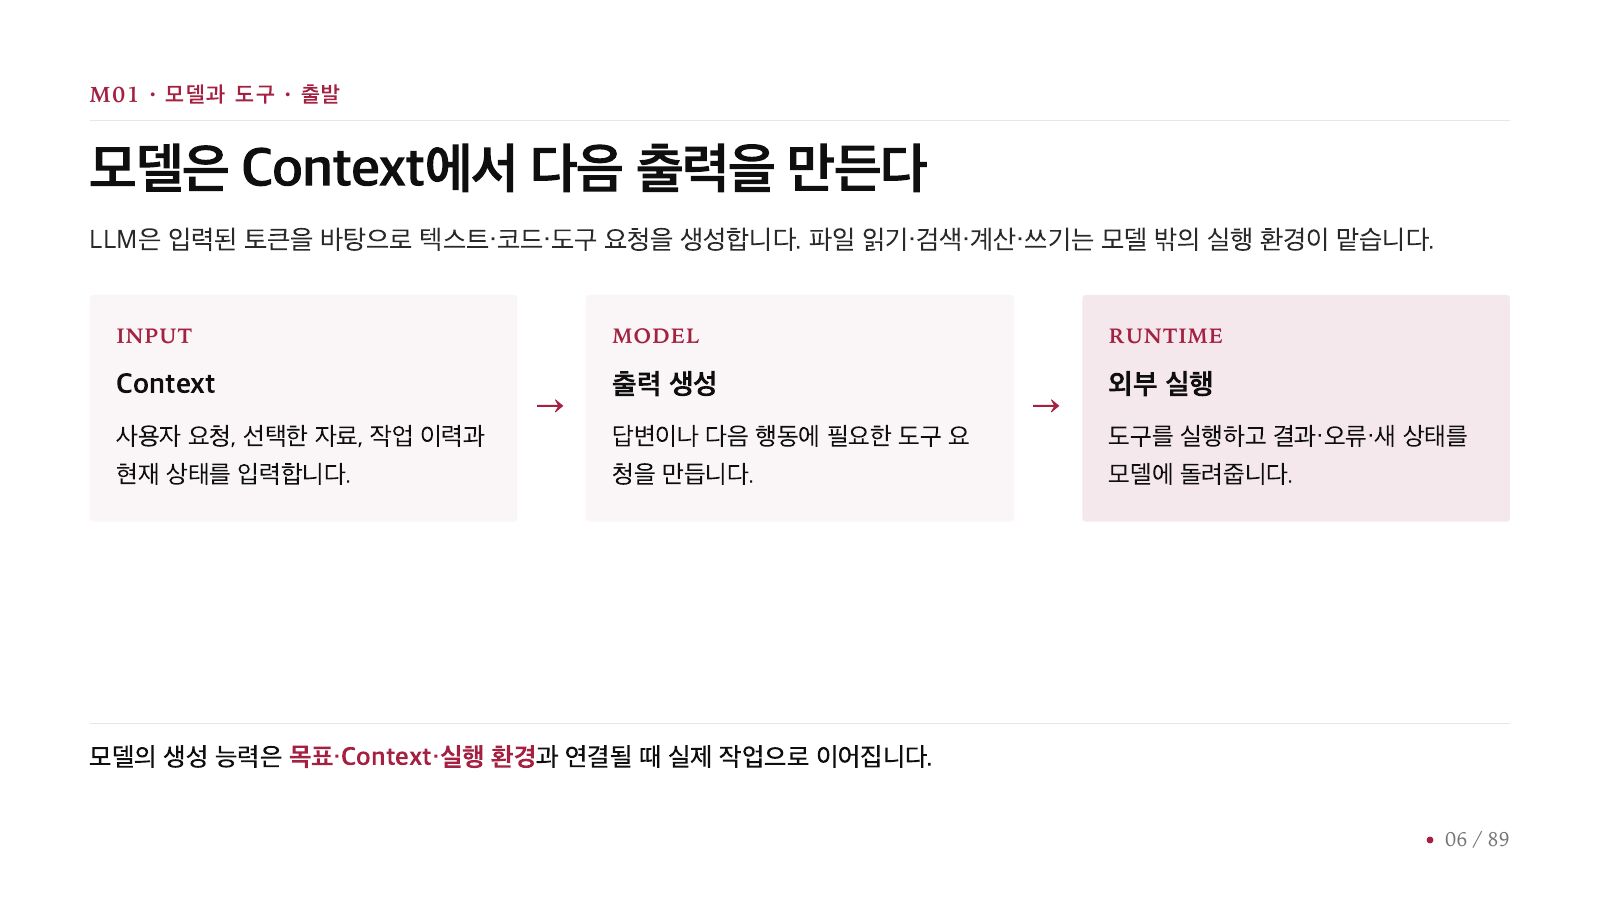 M01 · 모델과 도구 · 출발
모델은 Context에서 다음 출력을 만든다
LLM은 입력된 토큰을 바탕으로 텍스트·코드·도구 요청을 생성합니다. 파일 읽기·검색·계산·쓰기는 모델 밖의 실행 환경이 맡습니다.
INPUT
Context
사용자 요청, 선택한 자료, 작업 이력과
현재 상태를 입력합니다.
→
MODEL
출력 생성
답변이나 다음 행동에 필요한 도구 요
청을 만듭니다.
→
RUNTIME
외부 실행
도구를 실행하고 결과·오류·새 상태를
모델에 돌려줍니다.
모델의 생성 능력은 목표·Context·실행 환경과 연결될 때 실제 작업으로 이어집니다.
• 06 / 89